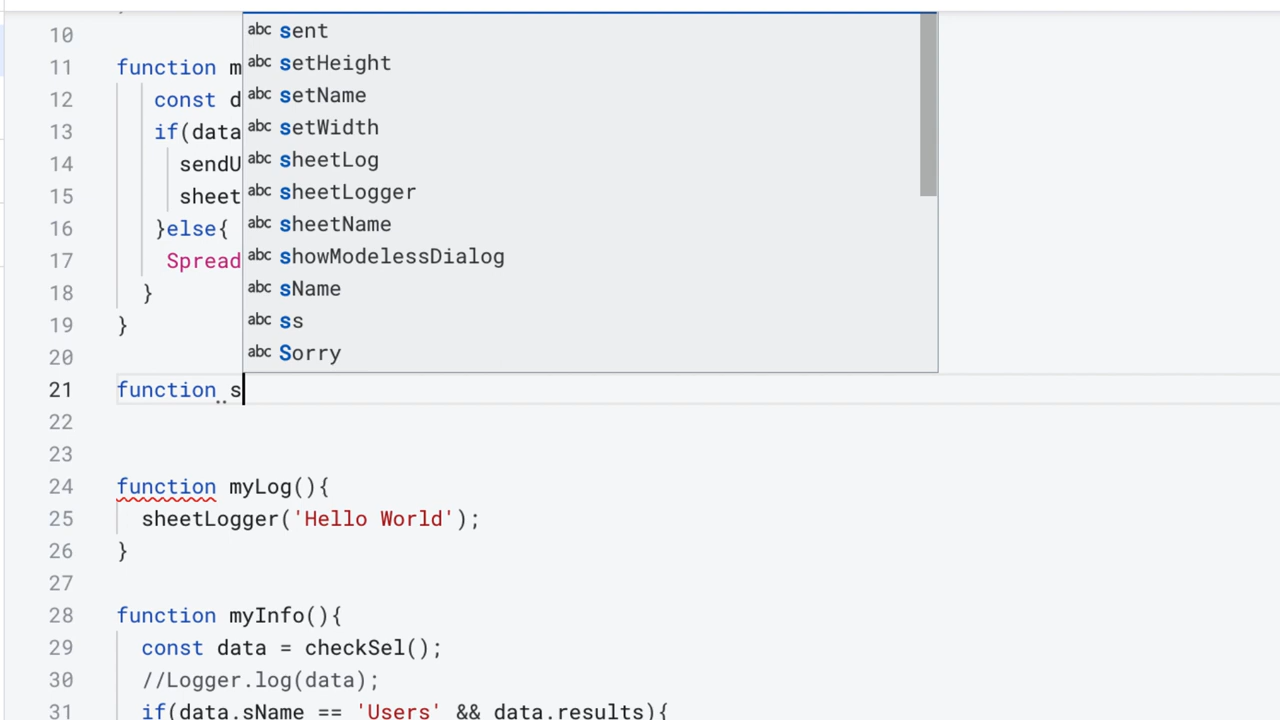 10
abc sent
11 function m
abc setHeight
12 const d
abc setName
13 if(data
abc setWidth
14 sendU
abc sheetLog
15 sheet
abc sheetLogger
16 }else{
abc sheetName
17 Spread
abc showModelessDialog
18 }
abc sName
19 }
abc ss
20
abc Sorry
21 function s
22
23
24 function myLog(){
25 sheetLogger('Hello World');
26 }
27
28 function myInfo(){
29 const data = checkSel();
30 //Logger.log(data);
31 if(data.sName == 'Users' && data.results){